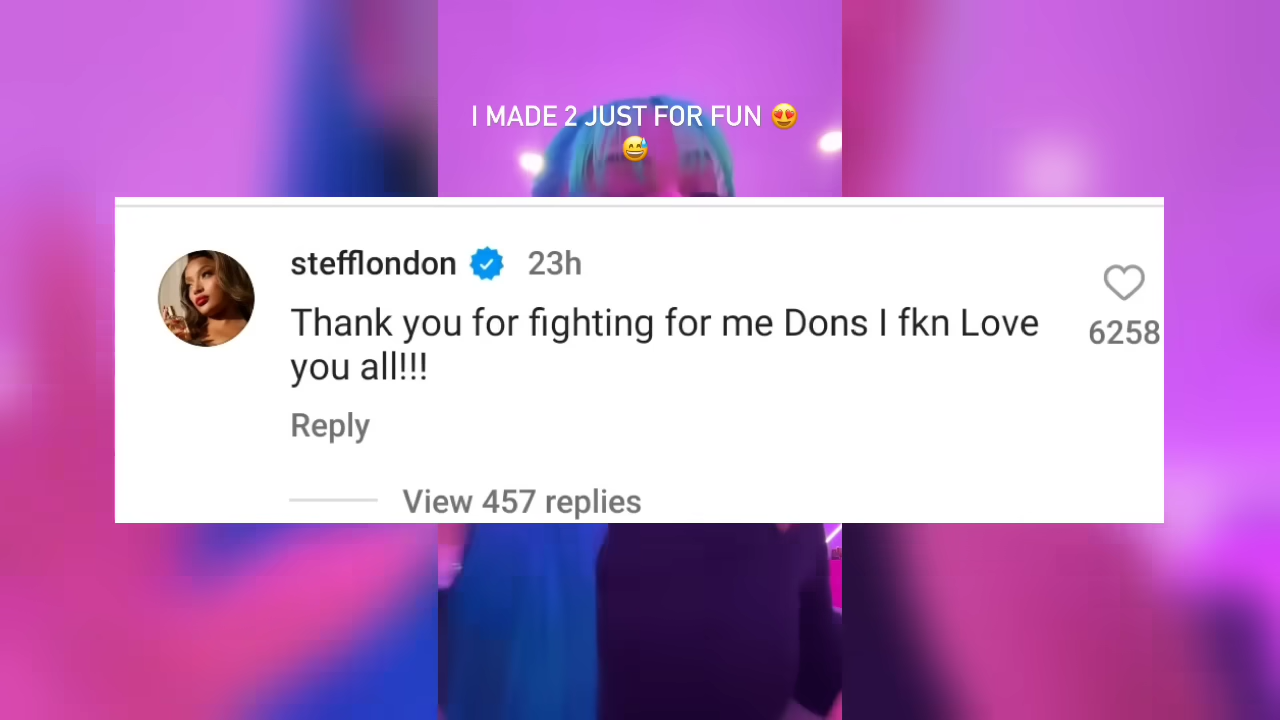 I MADE 2 JUST FOR FUN 😍
😅
stefflondon 23h
Thank you for fighting for me Dons I fkn Love
you all!!!
6258
Reply
View 457 replies